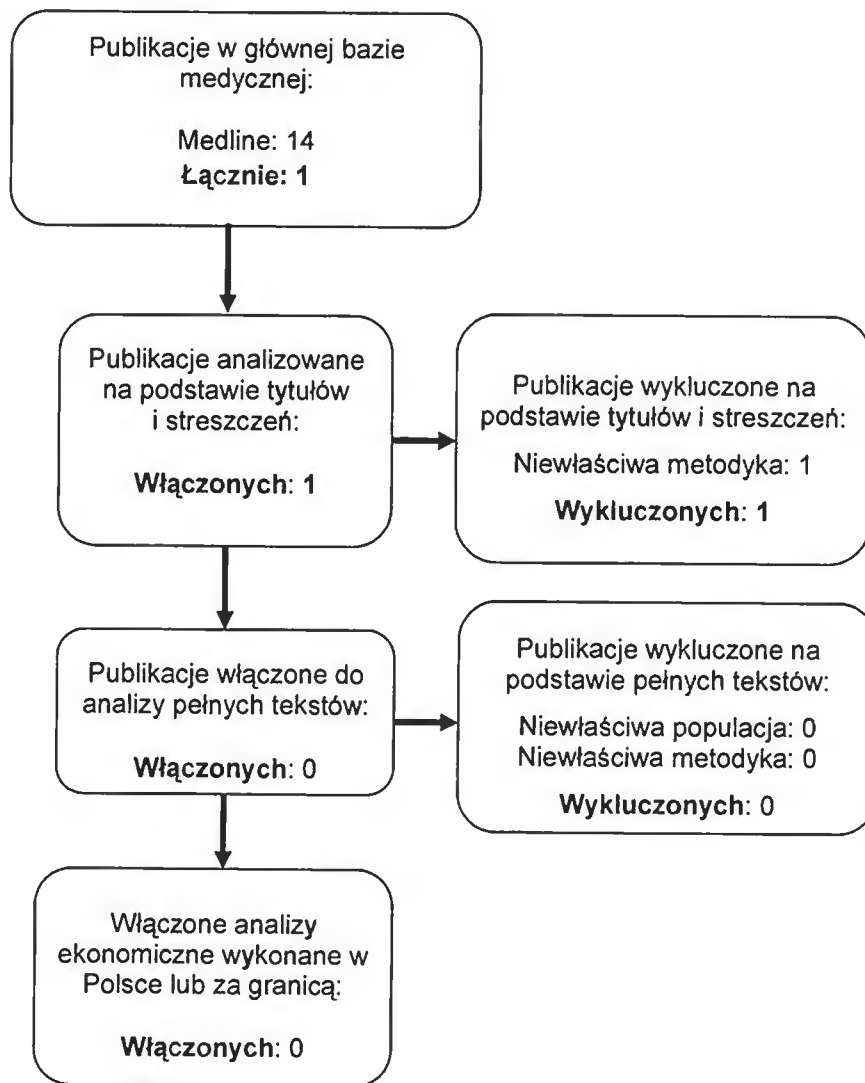 Publikacje w głównej bazie
medycznej:
Medline: 14
Łącznie: 1
Publikacje analizowane
na podstawie tytułów
i streszczeń:
Włączonych: 1
Publikacje wykluczone na
podstawie tytułów i streszczeń:
Niewłaściwa metodyka: 1
Wykluczonych: 1
Publikacje włączone do
analizy pełnych tekstów:
Włączonych: 0
Publikacje wykluczone na
podstawie pełnych tekstów:
Niewłaściwa populacja: 0
Niewłaściwa metodyka: 0
Wykluczonych: 0
Włączone analizy
ekonomiczne wykonane w
Polsce lub za granicą:
Włączonych: 0